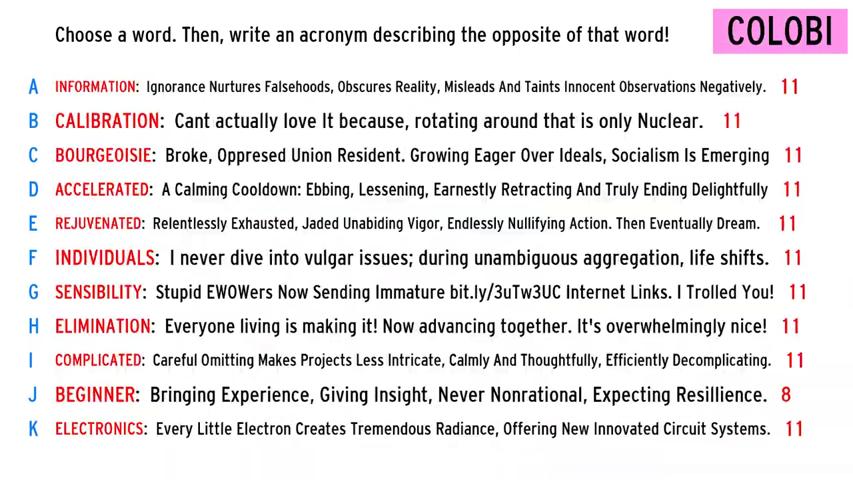 Choose a word. Then, write an acronym describing the opposite of that word!
COLOBI
A INFORMATION: Ignorance Nurtures Falsehoods, Obscures Reality, Misleads And Taints Innocent Observations Negatively. 11
B CALIBRATION: Cant actually love It because, rotating around that is only Nuclear. 11
C BOURGEOISIE: Broke, Oppresed Union Resident. Growing Eager Over Ideals, Socialism Is Emerging 11
D ACCELERATED: A Calming Cooldown: Ebbing, Lessening, Earnestly Retracting And Truly Ending Delightfully 11
E REJUVENATED: Relentlessly Exhausted, Jaded Unabiding Vigor, Endlessly Nullifying Action. Then Eventually Dream. 11
F INDIVIDUALS: I never dive into vulgar issues; during unambiguous aggregation, life shifts. 11
G SENSIBILITY: Stupid EWOWers Now Sending Immature bit.ly/3uTw3UC Internet Links. I Trolled You! 11
H ELIMINATION: Everyone living is making it! Now advancing together. It's overwhelmingly nice! 11
I COMPLICATED: Careful Omitting Makes Projects Less Intricate, Calmly And Thoughtfully, Efficiently Decomplicating. 11
J BEGINNER: Bringing Experience, Giving Insight, Never Nonrational, Expecting Resillience. 8
K ELECTRONICS: Every Little Electron Creates Tremendous Radiance, Offering New Innovated Circuit Systems. 11